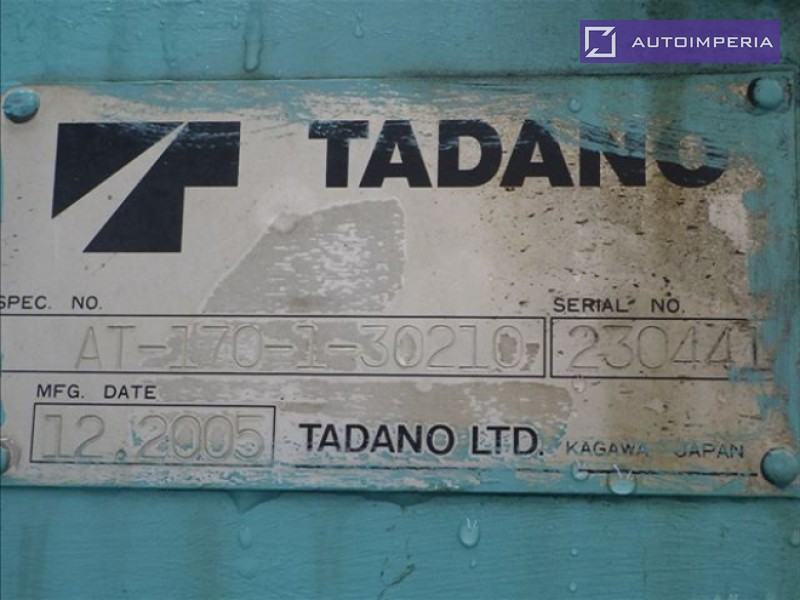 AUTOIMPERIA
TADANO
SPEC. NO. SERIAL NO.
AT-170-1-30210 230441
MFG. DATE
12.2005 TADANO LTD. KAGAWA JAPAN